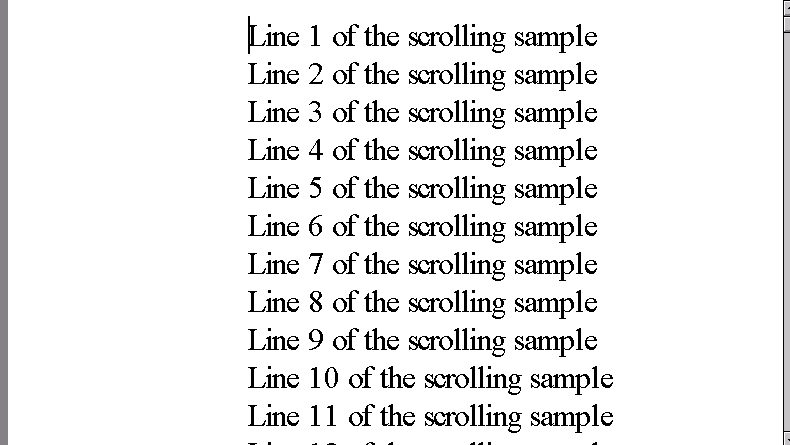 Line 1 of the scrolling sample
Line 2 of the scrolling sample
Line 3 of the scrolling sample
Line 4 of the scrolling sample
Line 5 of the scrolling sample
Line 6 of the scrolling sample
Line 7 of the scrolling sample
Line 8 of the scrolling sample
Line 9 of the scrolling sample
Line 10 of the scrolling sample
Line 11 of the scrolling sample